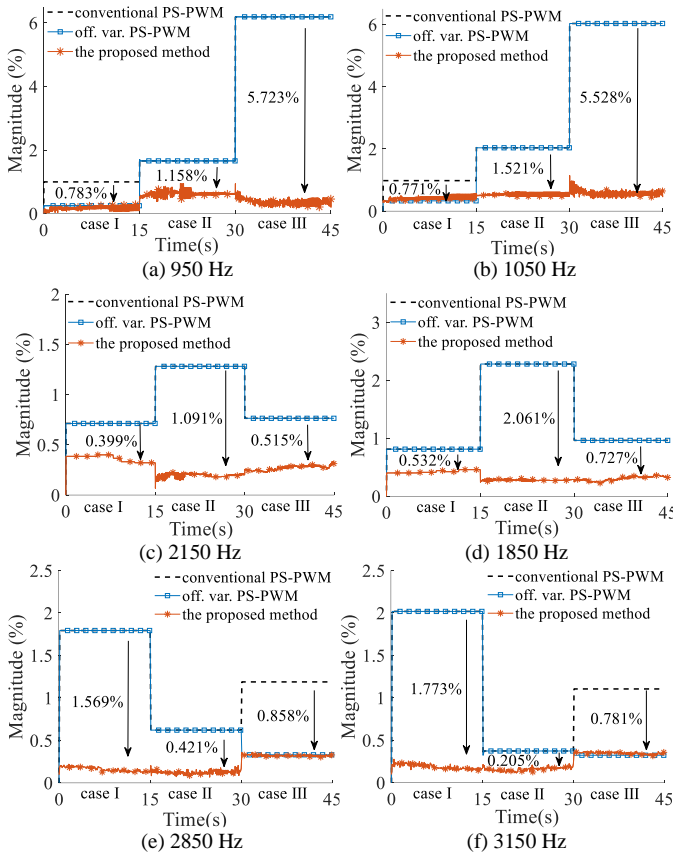 conventional PS-PWM
off. var. PS-PWM
the proposed method
Magnitude (%)
6
4
2
0
5.723%
1.158%
0.783%
case I
case II
case III
0
15
30
45
Time(s)
(a) 950 Hz
conventional PS-PWM
off. var. PS-PWM
the proposed method
Magnitude (%)
6
4
2
0
5.528%
1.521%
0.771%
case I
case II
case III
0
15
30
45
Time(s)
(b) 1050 Hz
conventional PS-PWM
off. var. PS-PWM
the proposed method
Magnitude (%)
2
1.5
1
0.5
0
0.399%
1.091%
0.515%
case I
case II
case III
0
15
30
45
Time(s)
(c) 2150 Hz
conventional PS-PWM
off. var. PS-PWM
the proposed method
Magnitude (%)
3
2
1
0
0.532%
2.061%
0.727%
case I
case II
case III
0
15
30
45
Time(s)
(d) 1850 Hz
conventional PS-PWM
off. var. PS-PWM
the proposed method
Magnitude (%)
2.5
2
1.5
1
0.5
0
1.569%
0.421%
0.858%
case I
case II
case III
0
15
30
45
Time(s)
(e) 2850 Hz
conventional PS-PWM
off. var. PS-PWM
the proposed method
Magnitude (%)
2.5
2
1.5
1
0.5
0
1.773%
0.205%
0.781%
case I
case II
case III
0
15
30
45
Time(s)
(f) 3150 Hz